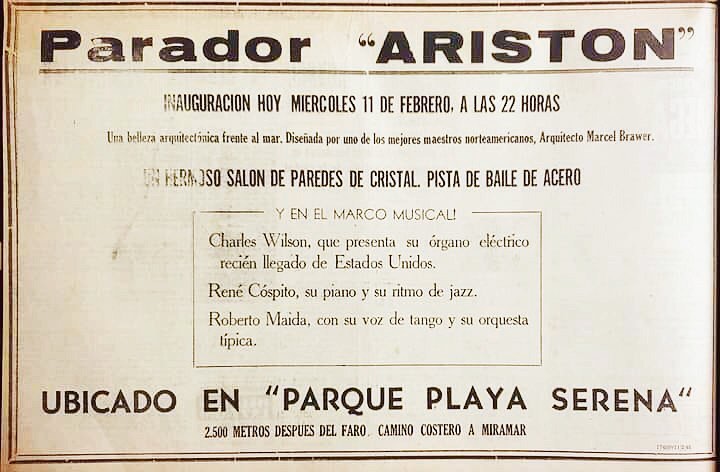 Parador "ARISTON"
INAUGURACION HOY MIERCOLES 11 DE FEBRERO, A LAS 22 HORAS
Una belleza arquitectónica frente al mar. Diseñada por uno de los mejores maestros norteamericanos, Arquitecto Marcel Brawer.
UN HERMOSO SALON DE PAREDES DE CRISTAL. PISTA DE BAILE DE ACERO
Y EN EL MARCO MUSICAL!
Charles Wilson, que presenta su órgano eléctrico
recién llegado de Estados Unidos.
René Cóspito, su piano y su ritmo de jazz.
Roberto Maida, con su voz de tango y su orquesta
típica.
UBICADO EN "PARQUE PLAYA SERENA"
2.500 METROS DESPUES DEL FARO. CAMINO COSTERO A MIRAMAR